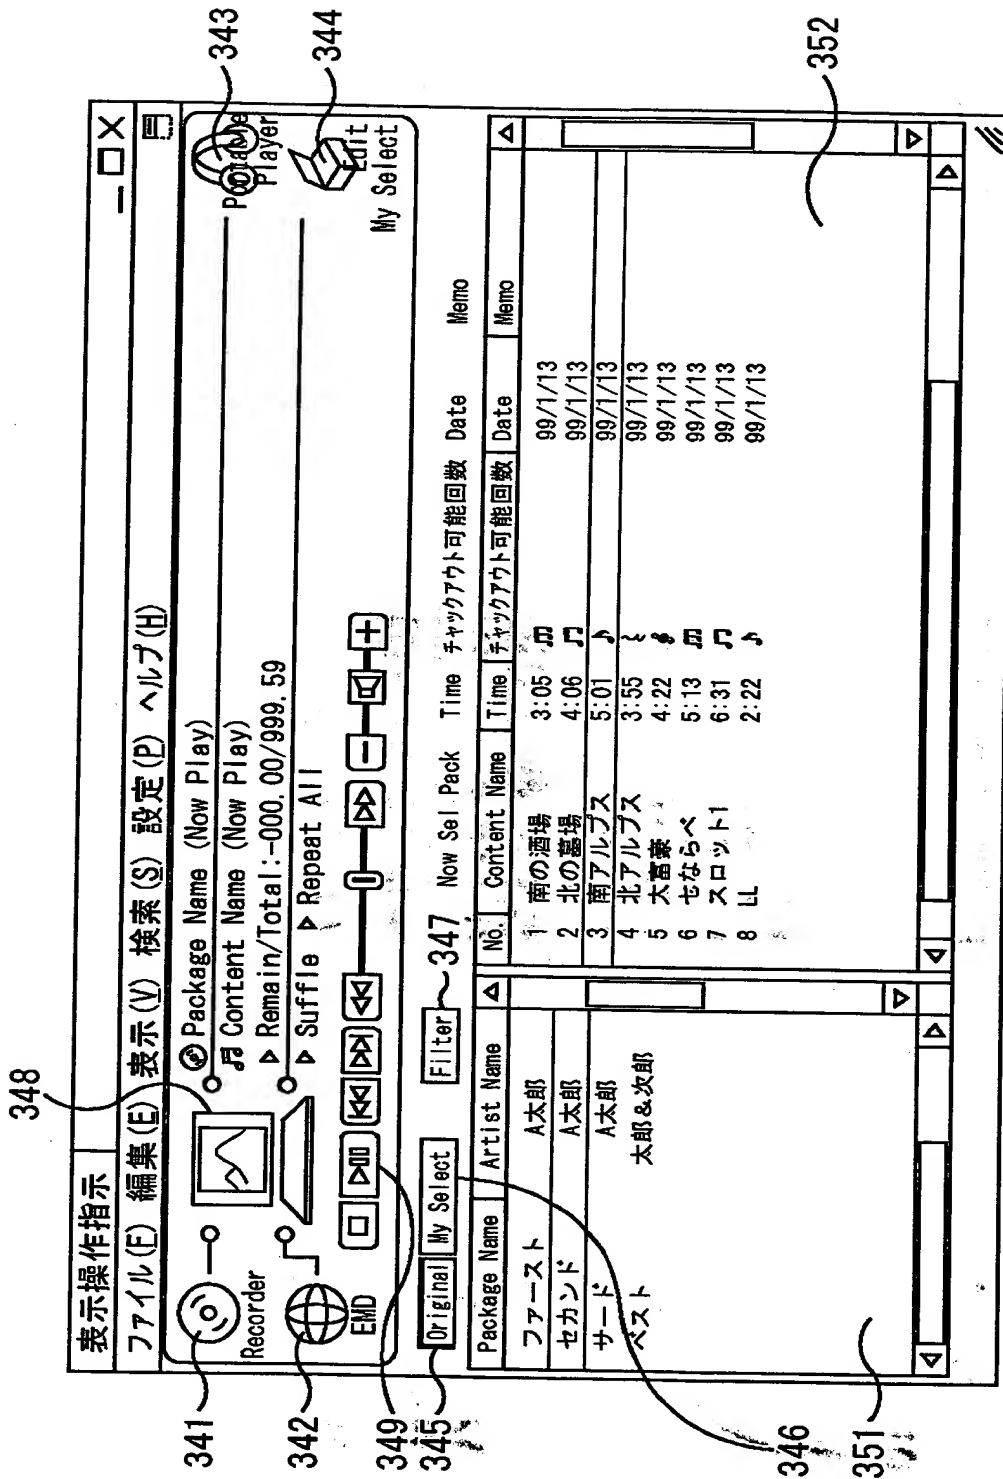 348
表示操作指示
ファイル(F) 編集(E) 表示(V) 検索(S) 設定(P) ヘルプ(H)
341
Recorder
342
EMD
Package Name (Now Play)
Content Name (Now Play)
Remain/Total:-000.00/999.59
Suffle Repeat All
Portable Player
343
Edit
My Select
344
349
345
Original My Select Filter 347 Now Sel Pack Time チャックアウト可能回数 Date Memo
346
Package Name Artist Name
ファースト A太郎
セカンド A太郎
サード A太郎
ベスト 太郎&次郎
351
No. Content Name Time チャックアウト可能回数 Date Memo
1 南の酒場 3:05 99/1/13
2 北の墓場 4:06 99/1/13
3 南アルプス 5:01 99/1/13
4 北アルプス 3:55 99/1/13
5 大富豪 4:22 99/1/13
6 七ならべ 5:13 99/1/13
7 スロット1 6:31 99/1/13
8 LL 2:22 99/1/13
352